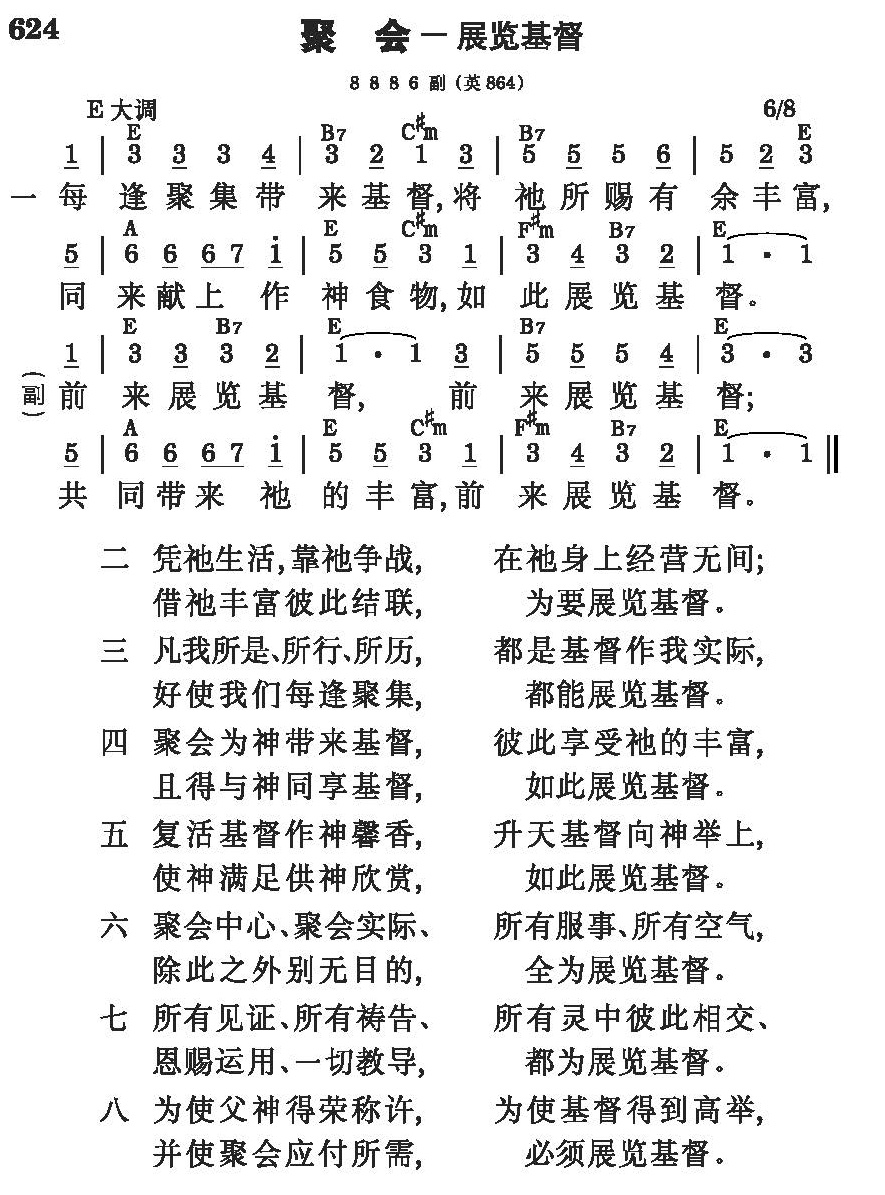 624
聚 会 — 展览基督
8 8 8 6 副 (英864)
E 大调 6/8
E B7 C#m B7 E
1 | 3 3 3 4 | 3 2 1 3 | 5 5 5 6 | 5 2 3
一 每 逢聚集带 来基督,将 祂所赐有 余丰富,
A E C#m F#m B7 E
5 | 6 6 6 7 i | 5 5 3 1 | 3 4 3 2 | 1 · 1
同 来献上作 神食物,如 此展览基 督。
E B7 E B7 E
1 | 3 3 3 2 | 1 · 1 3 | 5 5 5 4 | 3 · 3
(副) 前 来展览基 督, 前 来展览基 督;
A E C#m F#m B7 E
5 | 6 6 6 7 i | 5 5 3 1 | 3 4 3 2 | 1 · 1 ‖
共 同带来祂 的丰富,前 来展览基 督。
二 凭祂生活,靠祂争战, 在祂身上经营无间;
借祂丰富彼此结联, 为要展览基督。
三 凡我所是、所行、所历, 都是基督作我实际,
好使我们每逢聚集, 都能展览基督。
四 聚会为神带来基督, 彼此享受祂的丰富,
且得与神同享基督, 如此展览基督。
五 复活基督作神馨香, 升天基督向神举上,
使神满足供神欣赏, 如此展览基督。
六 聚会中心、聚会实际、 所有服事、所有空气,
除此之外别无目的, 全为展览基督。
七 所有见证、所有祷告、 所有灵中彼此相交、
恩赐运用、一切教导, 都为展览基督。
八 为使父神得荣称许, 为使基督得到高举,
并使聚会应付所需, 必须展览基督。